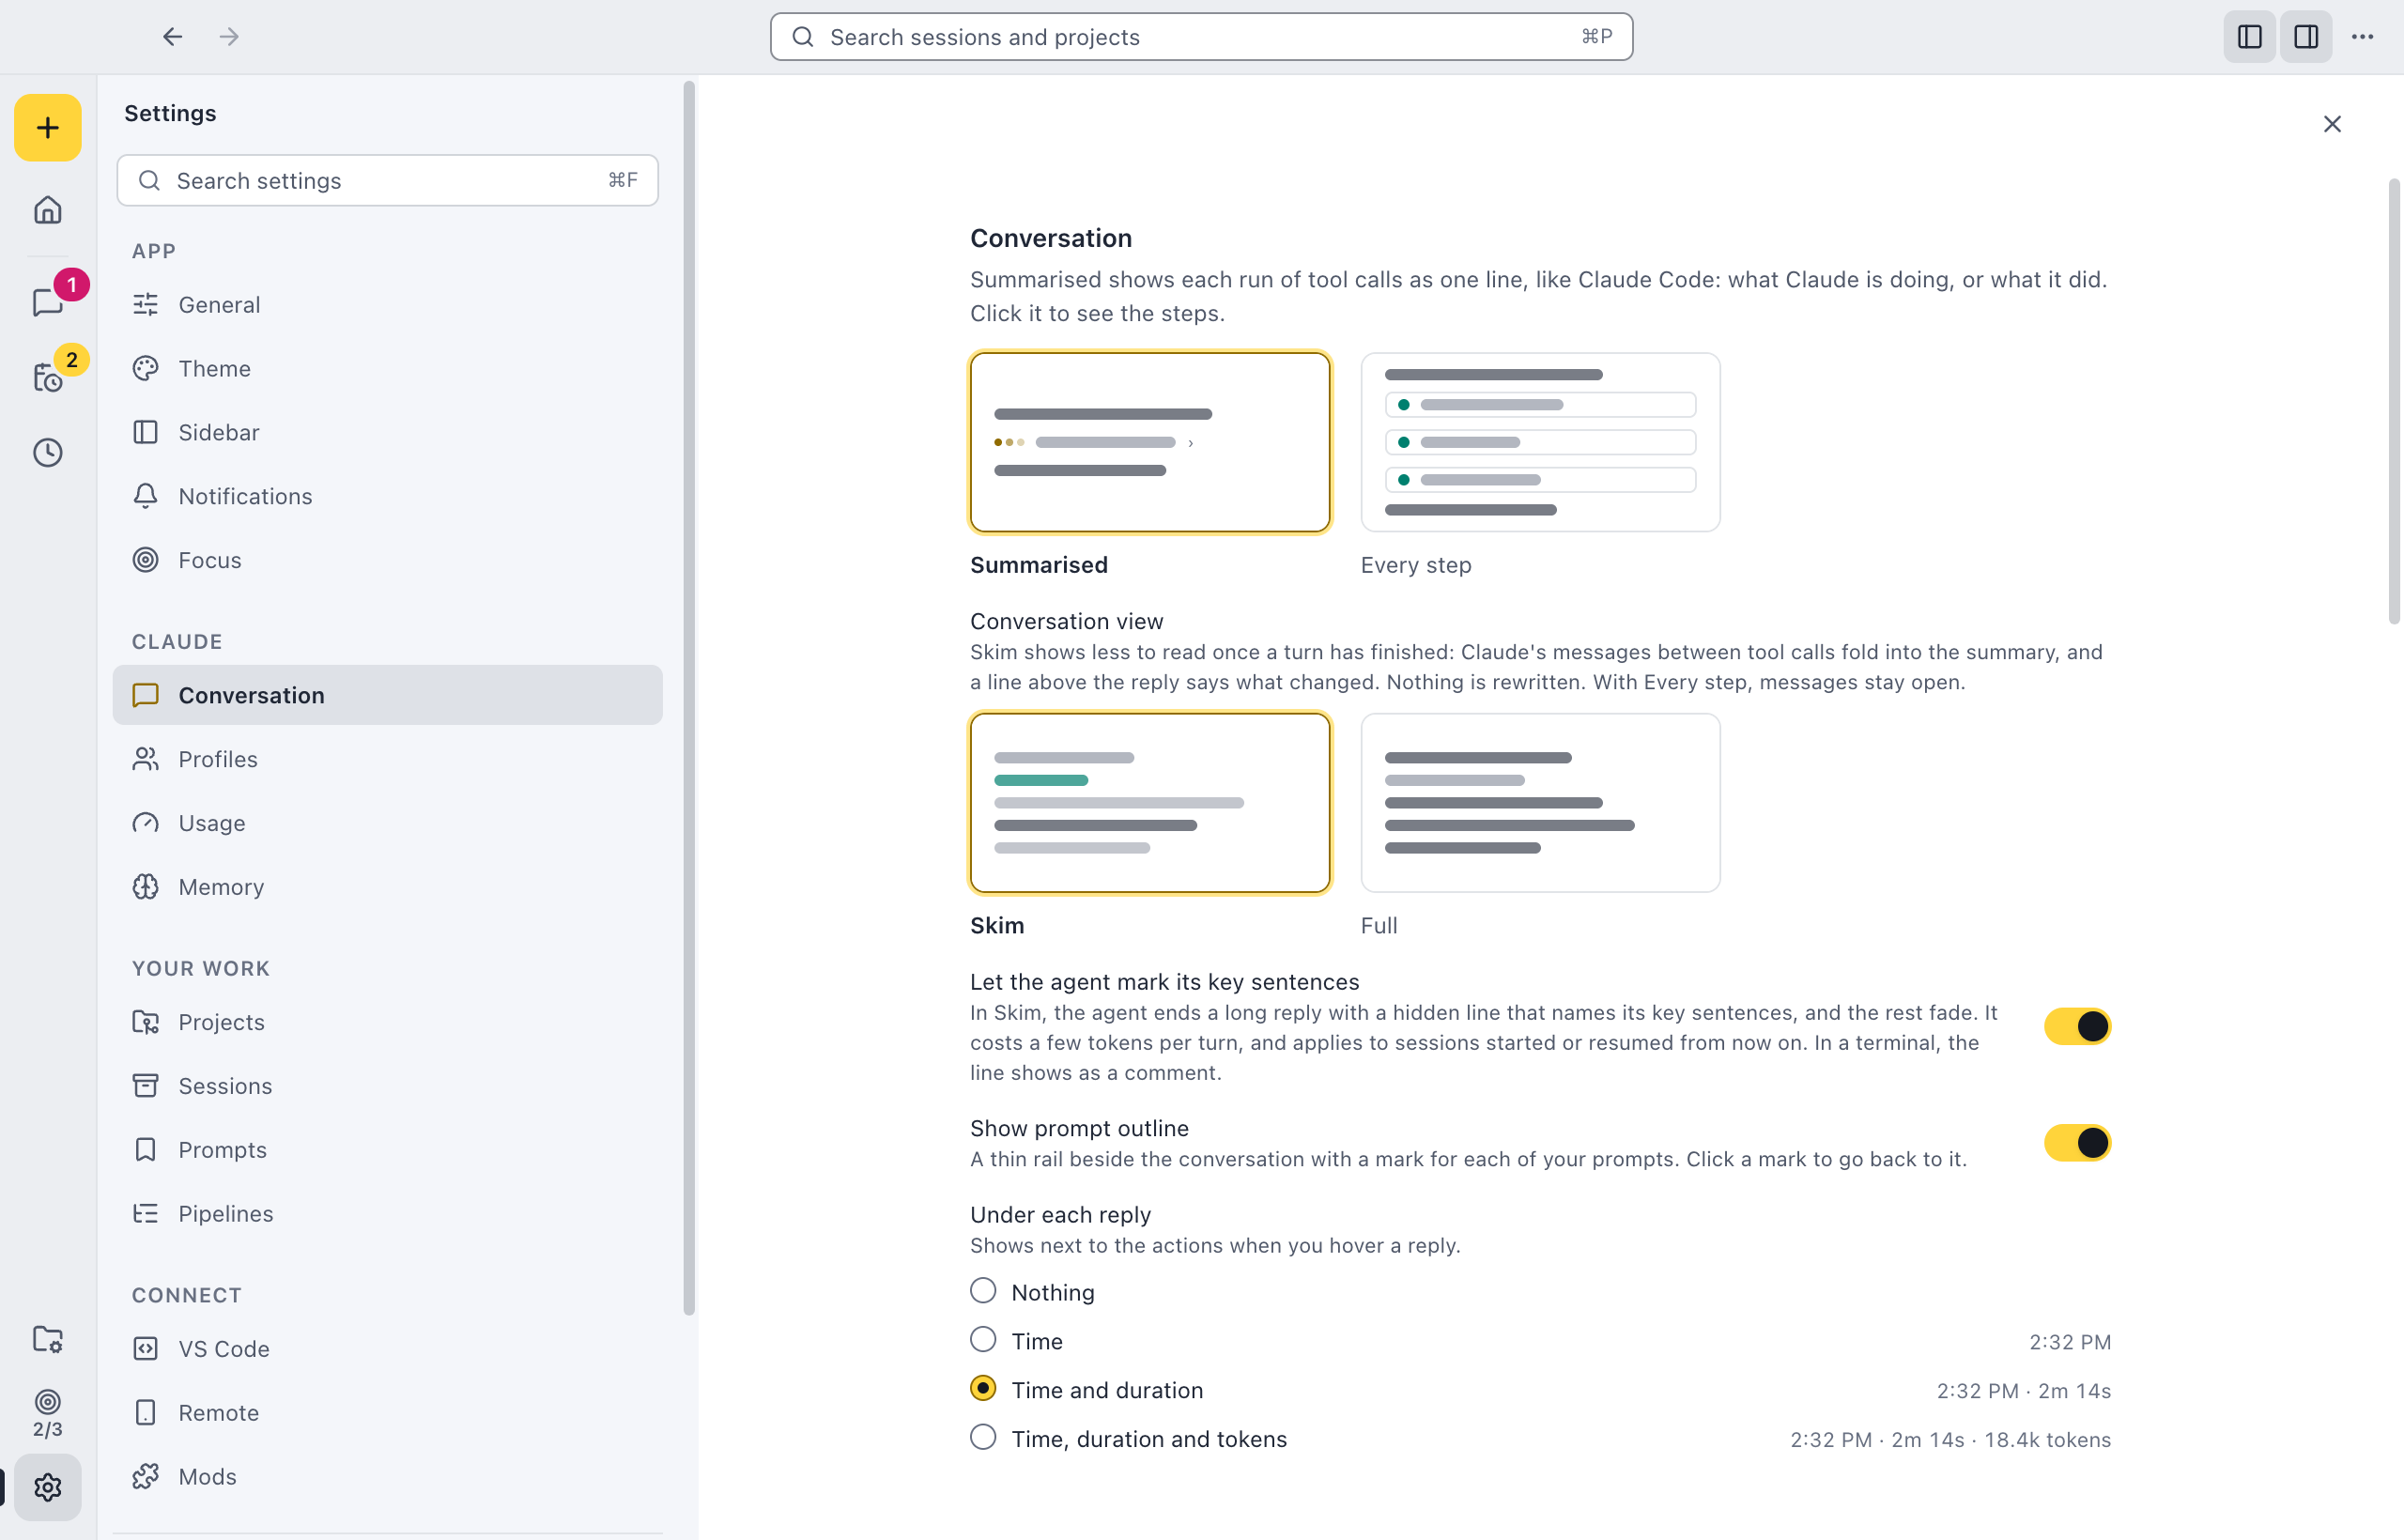 Search sessions and projects
⌘P
Settings
Search settings
⌘F
APP
General
Theme
Sidebar
Notifications
Focus
CLAUDE
Conversation
Profiles
Usage
Memory
YOUR WORK
Projects
Sessions
Prompts
Pipelines
CONNECT
VS Code
Remote
Mods
1
2
2/3
Conversation
Summarised shows each run of tool calls as one line, like Claude Code: what Claude is doing, or what it did.
Click it to see the steps.
Summarised
Every step
Conversation view
Skim shows less to read once a turn has finished: Claude's messages between tool calls fold into the summary, and
a line above the reply says what changed. Nothing is rewritten. With Every step, messages stay open.
Skim
Full
Let the agent mark its key sentences
In Skim, the agent ends a long reply with a hidden line that names its key sentences, and the rest fade. It
costs a few tokens per turn, and applies to sessions started or resumed from now on. In a terminal, the
line shows as a comment.
Show prompt outline
A thin rail beside the conversation with a mark for each of your prompts. Click a mark to go back to it.
Under each reply
Shows next to the actions when you hover a reply.
Nothing
Time
2:32 PM
Time and duration
2:32 PM · 2m 14s
Time, duration and tokens
2:32 PM · 2m 14s · 18.4k tokens